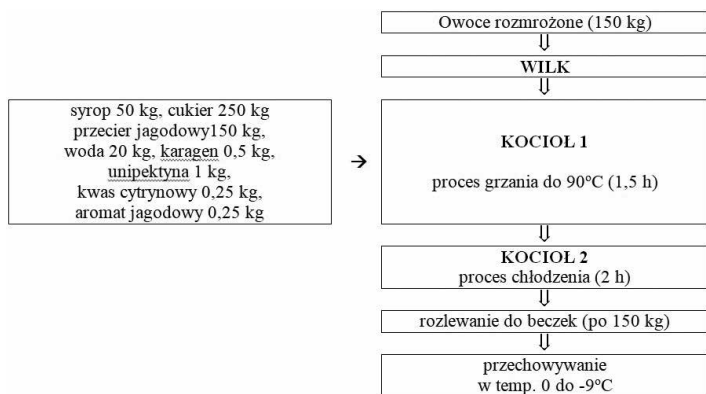 Owoce rozmrożone (150 kg)
⇓
WILK
⇓
syrop 50 kg, cukier 250 kg
przecier jagodowy150 kg,
woda 20 kg, karagen 0,5 kg,
unipektyna 1 kg,
kwas cytrynowy 0,25 kg,
aromat jagodowy 0,25 kg
→
KOCIOŁ 1
proces grzania do 90ºC (1,5 h)
⇓
KOCIOŁ 2
proces chłodzenia (2 h)
⇓
rozlewanie do beczek (po 150 kg)
⇓
przechowywanie
w temp. 0 do -9ºC